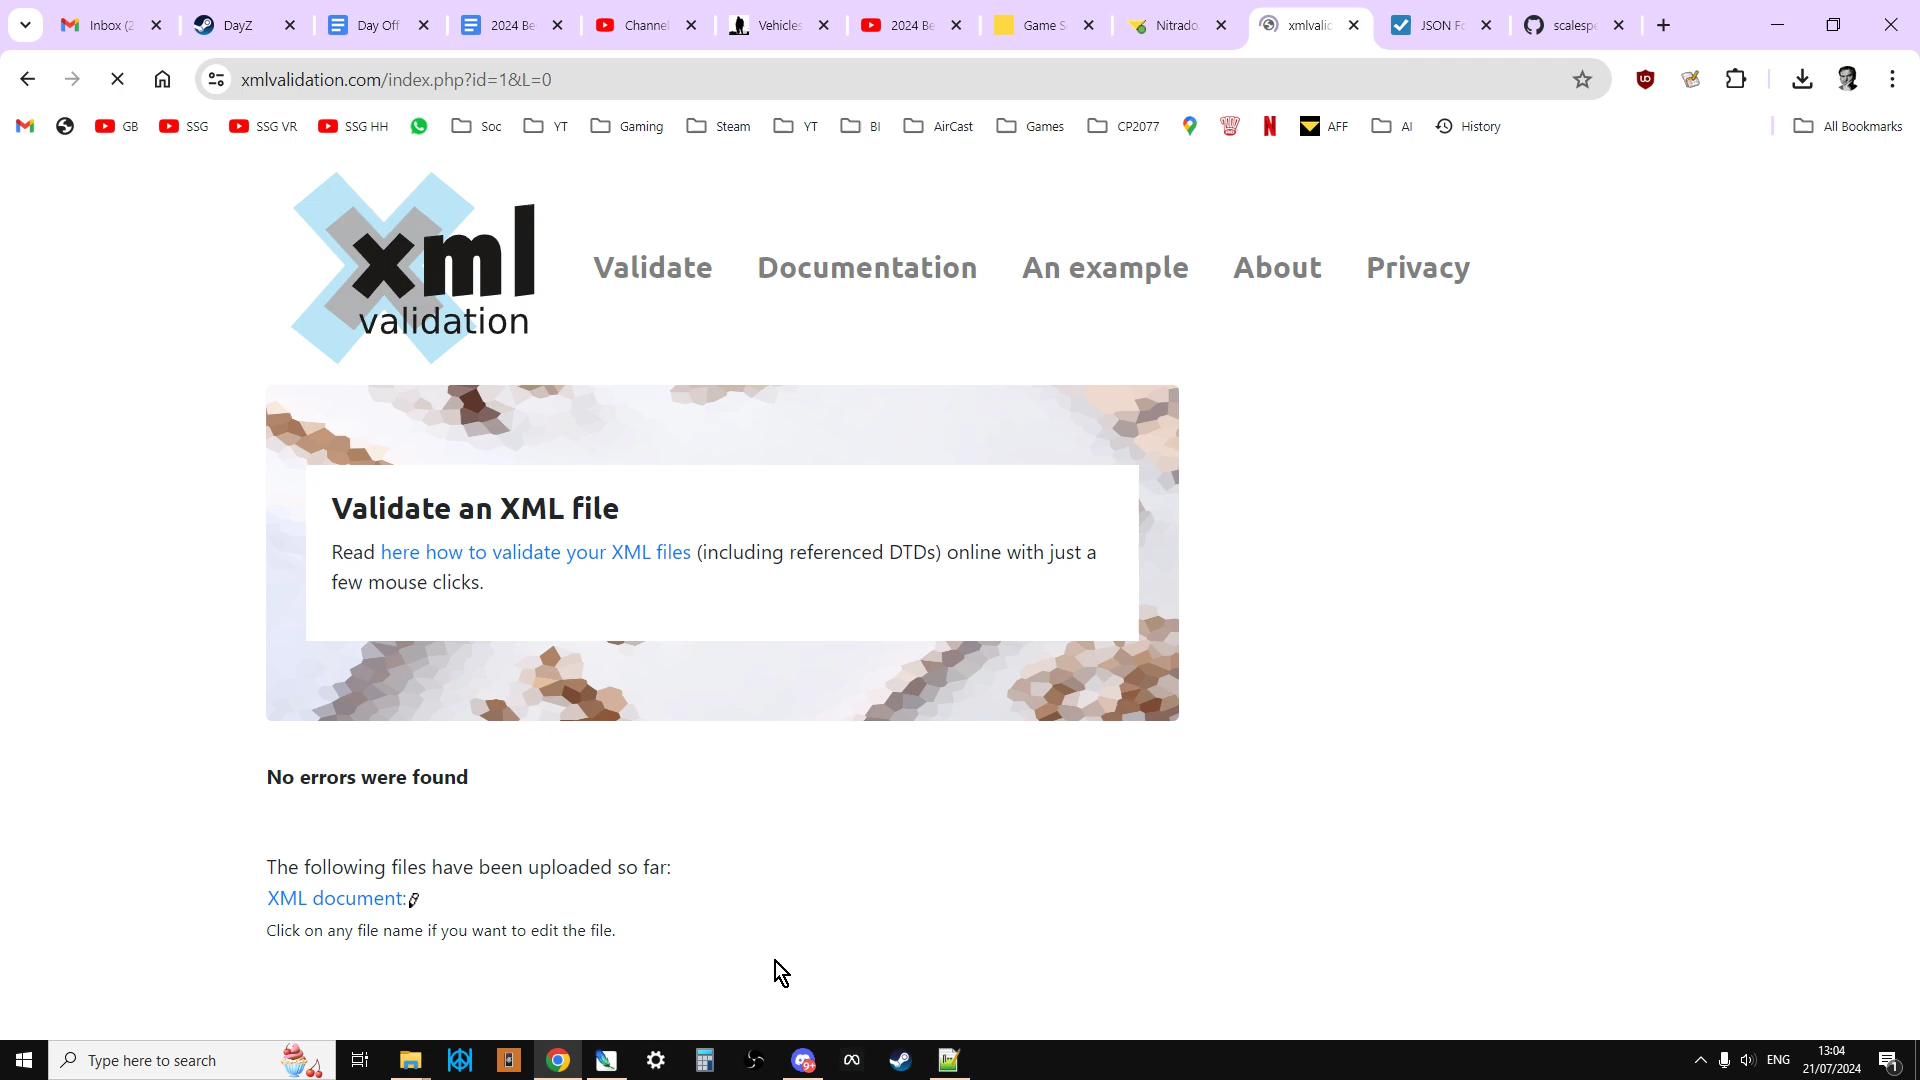 Inbox (2
DayZ
Day Off
2024 Be
Channel
Vehicles
2024 Be
Game S
Nitrado
xmlvalid
JSON Fo
scalespe
xmlvalidation.com/index.php?id=1&L=0
GB
SSG
SSG VR
SSG HH
Soc
YT
Gaming
Steam
YT
BI
AirCast
Games
CP2077
AFF
AI
History
All Bookmarks
xml
validation
Validate
Documentation
An example
About
Privacy
Validate an XML file
Read here how to validate your XML files (including referenced DTDs) online with just a
few mouse clicks.
No errors were found
The following files have been uploaded so far:
XML document:
Click on any file name if you want to edit the file.
Type here to search
9+
ENG
13:04
21/07/2024
1